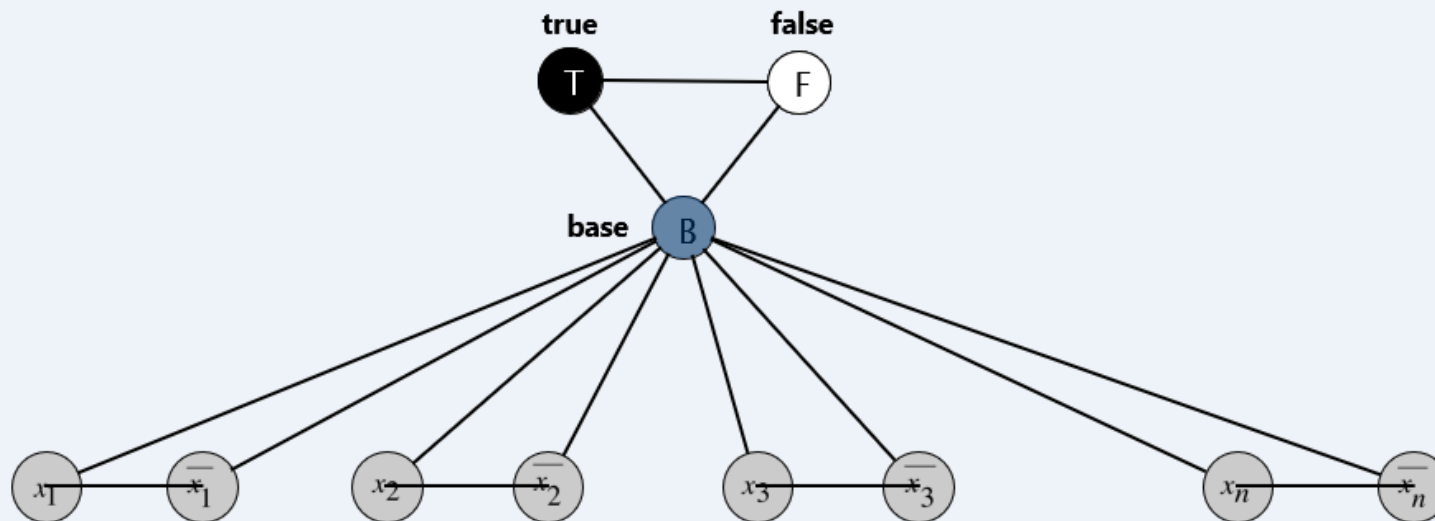 true false
T F
base B
x₁ x̅₁ x₂ x̅₂ x₃ x̅₃ xₙ x̅ₙ